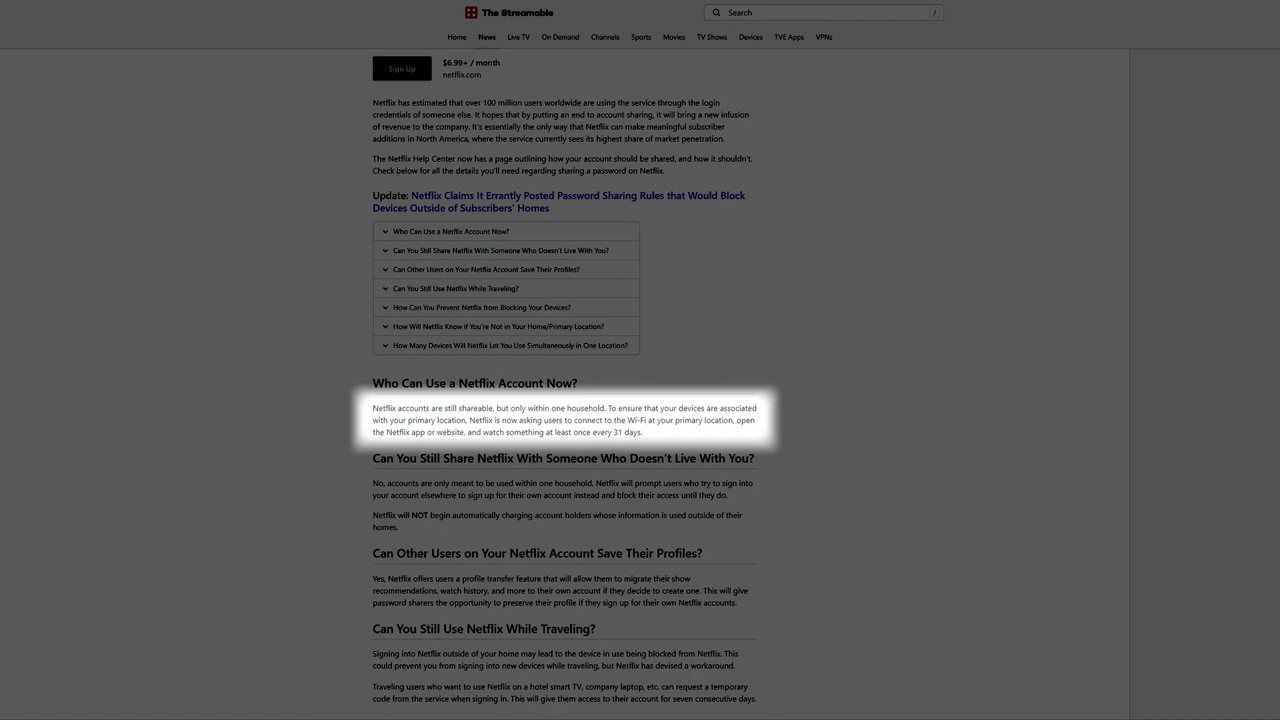 The Streamable
Search /
Home News Live TV On Demand Channels Sports Movies TV Shows Devices TVE Apps VPNs
Sign Up
$6.99+ / month
netflix.com
Netflix has estimated that over 100 million users worldwide are using the service through the login
credentials of someone else. It hopes that by putting an end to account sharing, it will bring a new infusion
of revenue to the company. It's essentially the only way that Netflix can make meaningful subscriber
additions in North America, where the service currently sees its highest share of market penetration.
The Netflix Help Center now has a page outlining how your account should be shared, and how it shouldn't.
Check below for all the details you'll need regarding sharing a password on Netflix.
Update: Netflix Claims It Errantly Posted Password Sharing Rules that Would Block
Devices Outside of Subscribers' Homes
Who Can Use a Netflix Account Now?
Can You Still Share Netflix With Someone Who Doesn't Live With You?
Can Other Users on Your Netflix Account Save Their Profiles?
Can You Still Use Netflix While Traveling?
How Can You Prevent Netflix from Blocking Your Devices?
How Will Netflix Know if You're Not in Your Home/Primary Location?
How Many Devices Will Netflix Let You Use Simultaneously in One Location?
Who Can Use a Netflix Account Now?
Netflix accounts are still shareable, but only within one household. To ensure that your devices are associated
with your primary location, Netflix is now asking users to connect to the Wi-Fi at your primary location, open
the Netflix app or website, and watch something at least once every 31 days.
Can You Still Share Netflix With Someone Who Doesn't Live With You?
No, accounts are only meant to be used within one household. Netflix will prompt users who try to sign into
your account elsewhere to sign up for their own account instead and block their access until they do.
Netflix will NOT begin automatically charging account holders whose information is used outside of their
homes.
Can Other Users on Your Netflix Account Save Their Profiles?
Yes, Netflix offers users a profile transfer feature that will allow them to migrate their show
recommendations, watch history, and more to their own account if they decide to create one. This will give
password sharers the opportunity to preserve their profile if they sign up for their own Netflix accounts.
Can You Still Use Netflix While Traveling?
Signing into Netflix outside of your home may lead to the device in use being blocked from Netflix. This
could prevent you from signing into new devices while traveling, but Netflix has devised a workaround.
Traveling users who want to use Netflix on a hotel smart TV, company laptop, etc. can request a temporary
code from the service when signing in. This will give them access to their account for seven consecutive days.